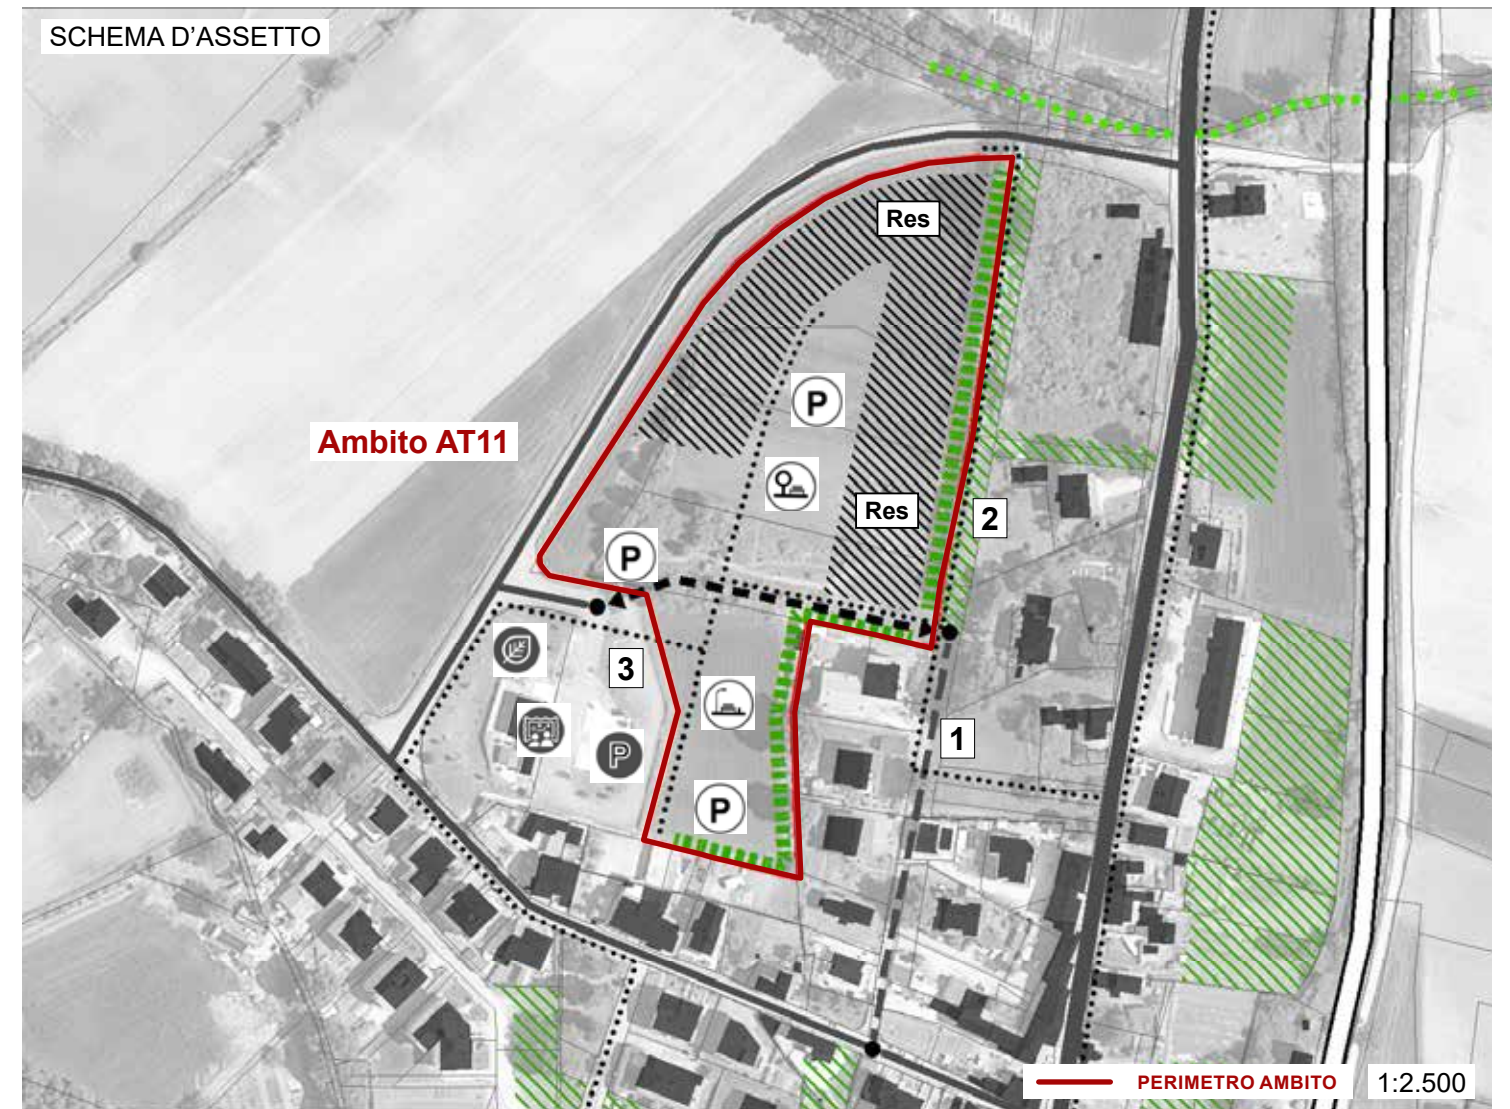 SCHEMA D'ASSETTO
Res
P
Ambito AT11
Res
2
P
3
1
P
P
PERIMETRO AMBITO
1:2.500